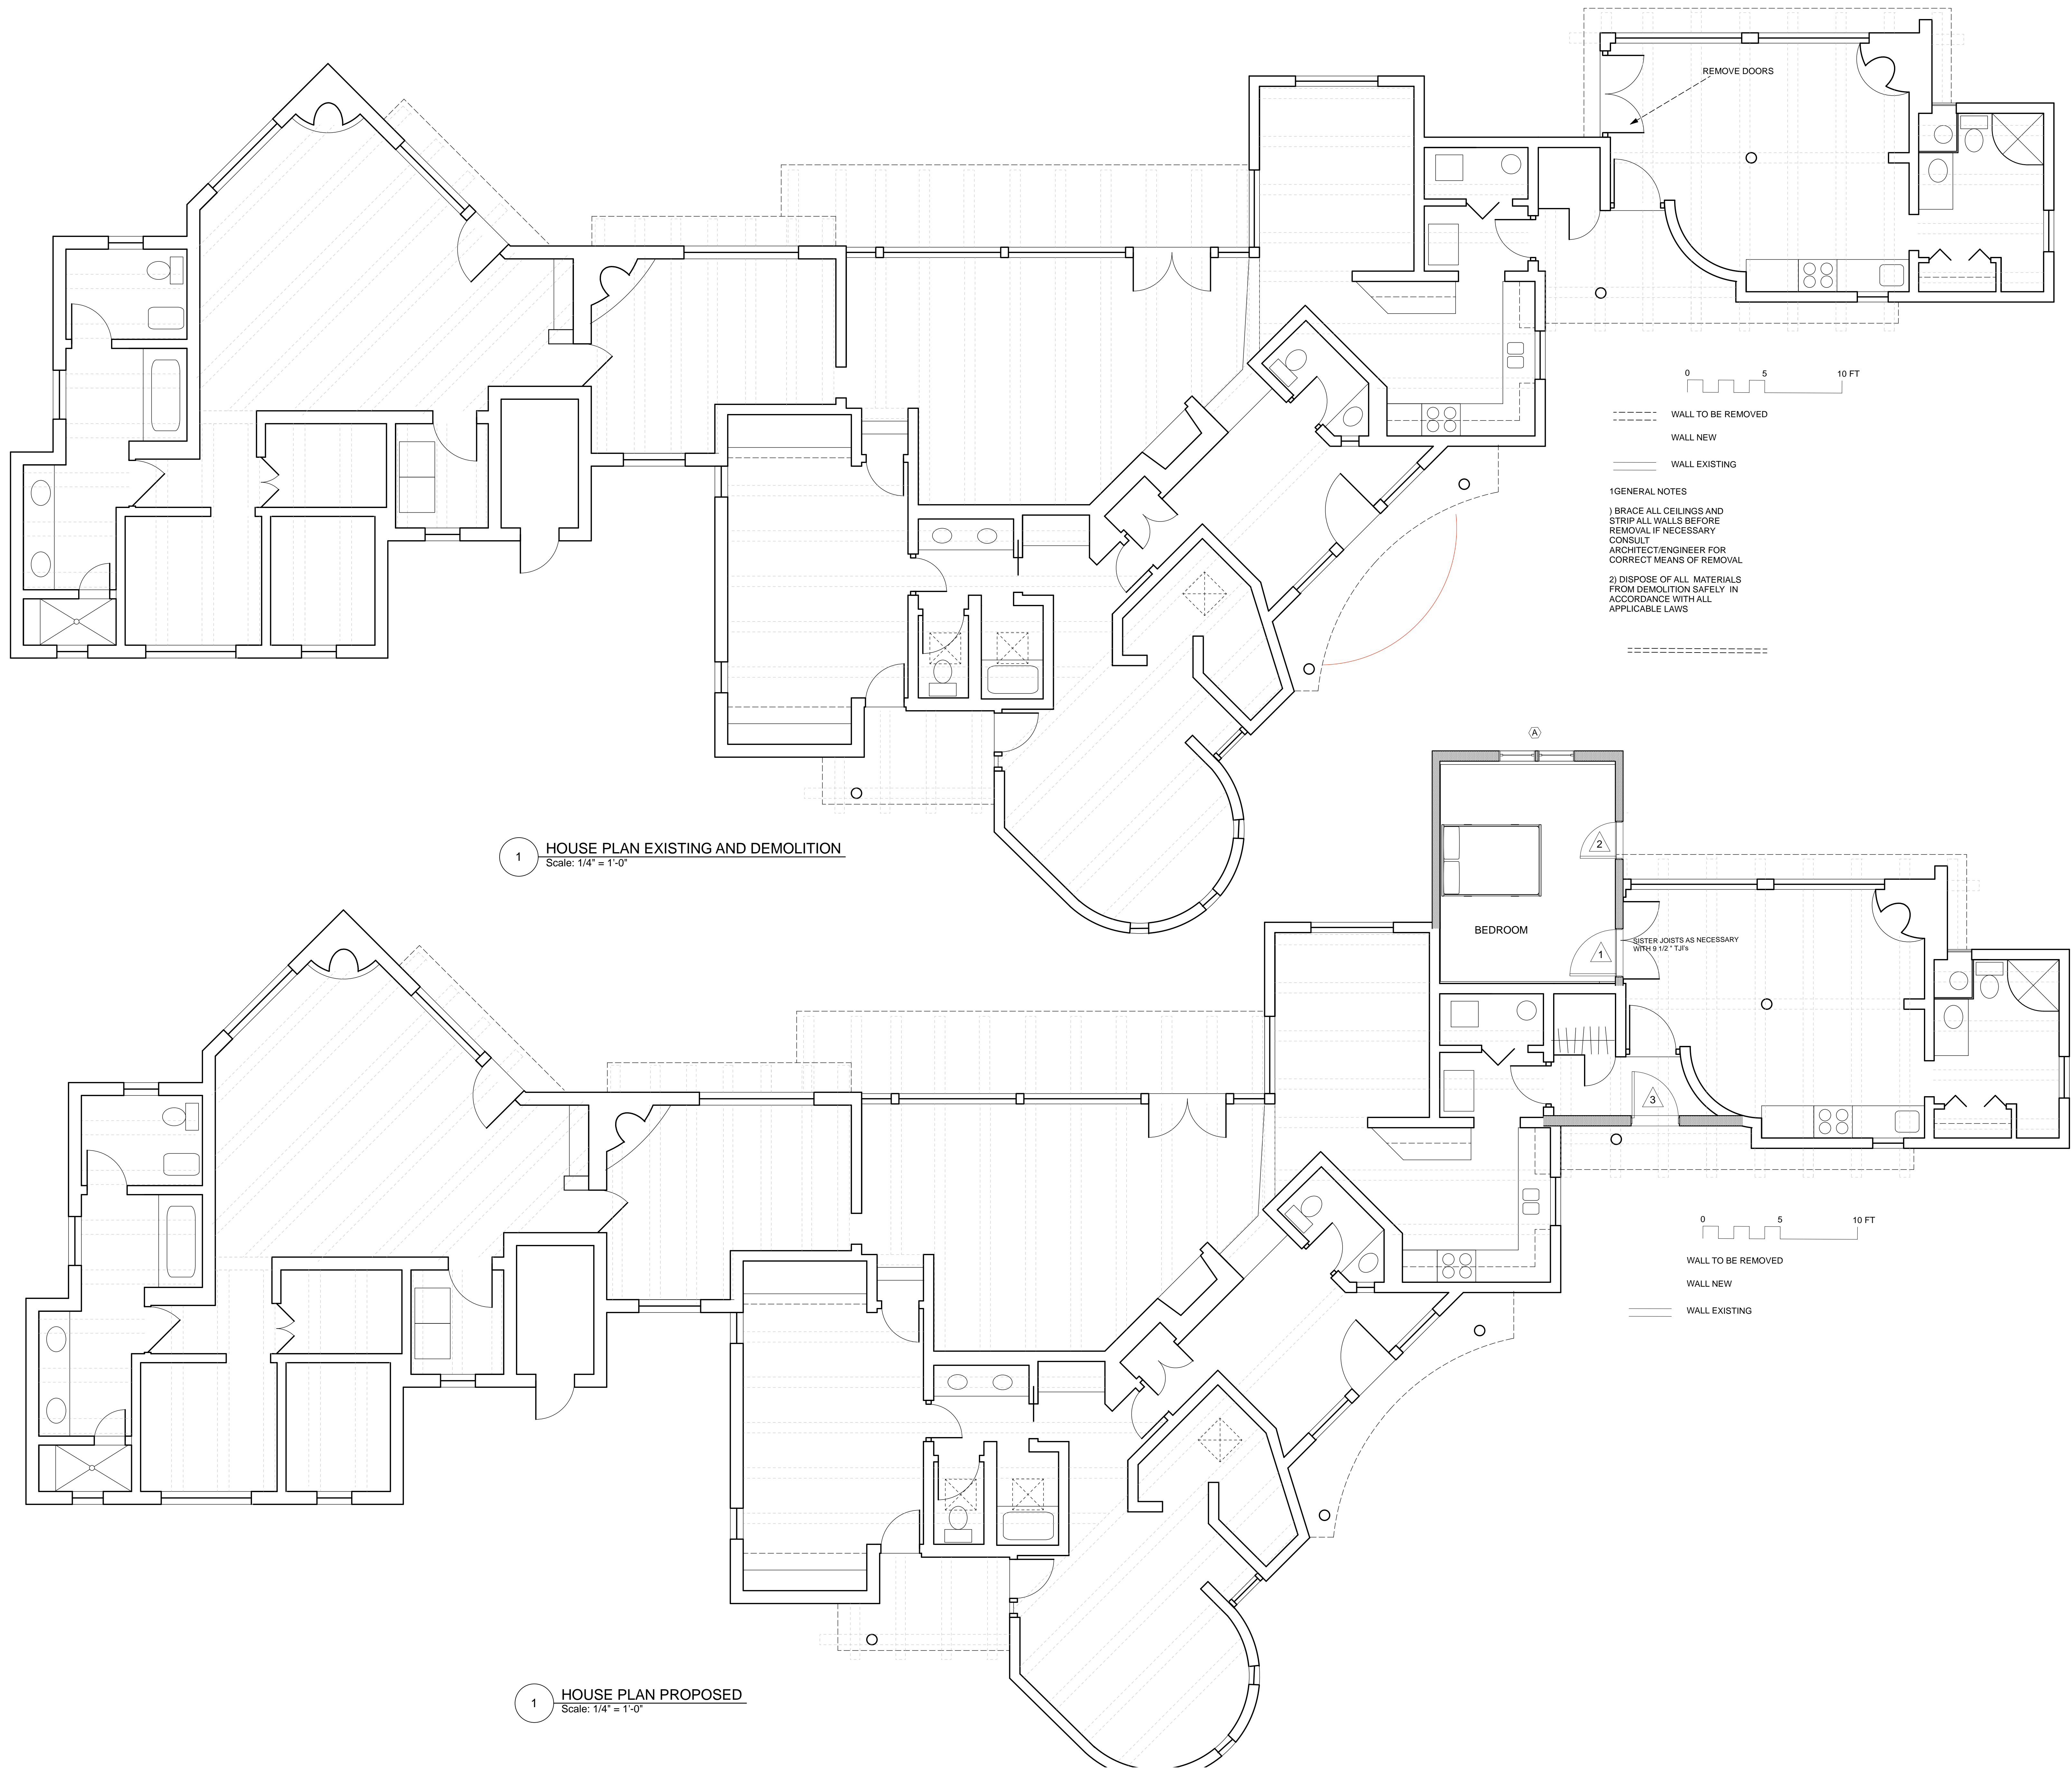 REMOVE DOORS
0 5 10 FT
WALL TO BE REMOVED
WALL NEW
WALL EXISTING
1GENERAL NOTES
) BRACE ALL CEILINGS AND
STRIP ALL WALLS BEFORE
REMOVAL IF NECESSARY
CONSULT
ARCHITECT/ENGINEER FOR
CORRECT MEANS OF REMOVAL
2) DISPOSE OF ALL MATERIALS
FROM DEMOLITION SAFELY IN
ACCORDANCE WITH ALL
APPLICABLE LAWS
1
HOUSE PLAN EXISTING AND DEMOLITION
Scale: 1/4" = 1'-0"
A
2
BEDROOM
1
SISTER JOISTS AS NECESSARY
WITH 9 1/2 " TJI's
3
0 5 10 FT
WALL TO BE REMOVED
WALL NEW
WALL EXISTING
1
HOUSE PLAN PROPOSED
Scale: 1/4" = 1'-0"